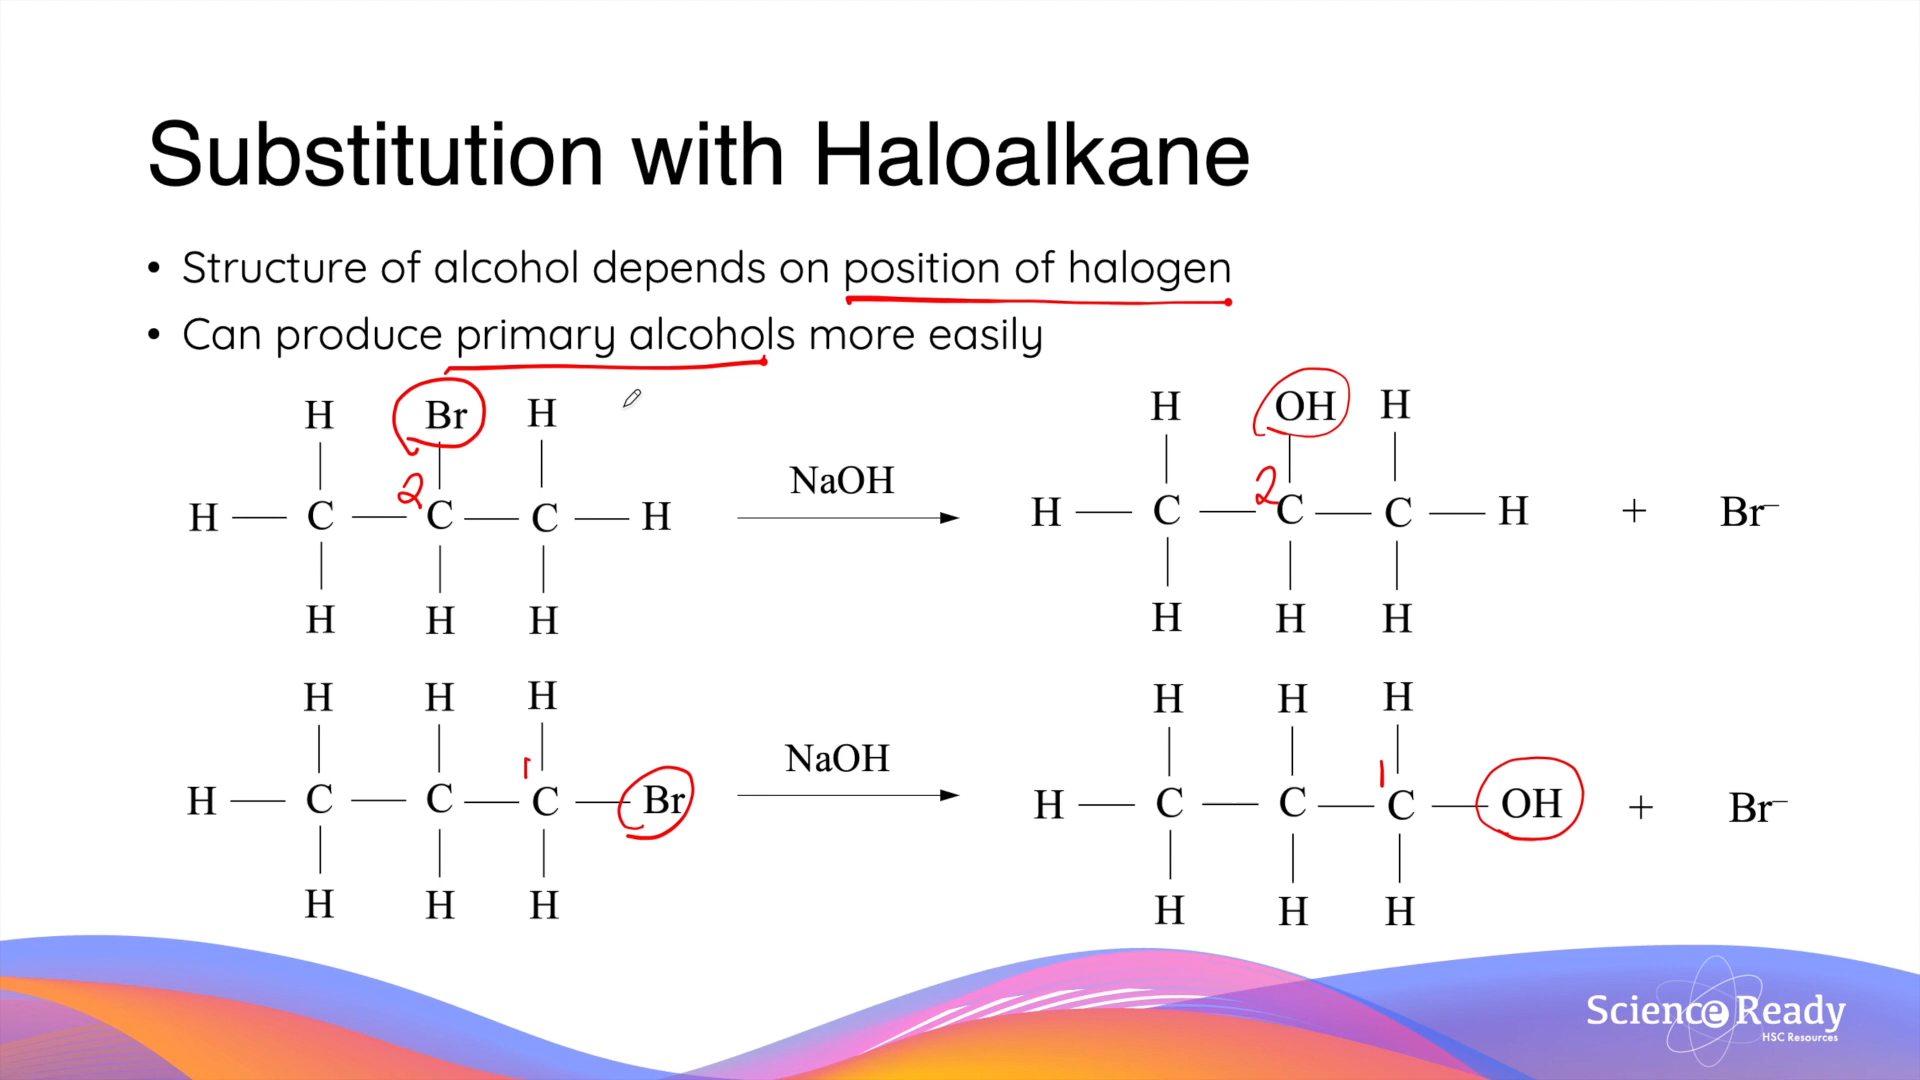 Substitution with Haloalkane
• Structure of alcohol depends on position of halogen
• Can produce primary alcohols more easily
H Br H
2
H C C C H
H H H
NaOH
H OH H
2
H C C C H + Br⁻
H H H
H H H
1
H C C C Br
H H H
NaOH
H H H
1
H C C C OH + Br⁻
H H H
Science Ready
HSC Resources